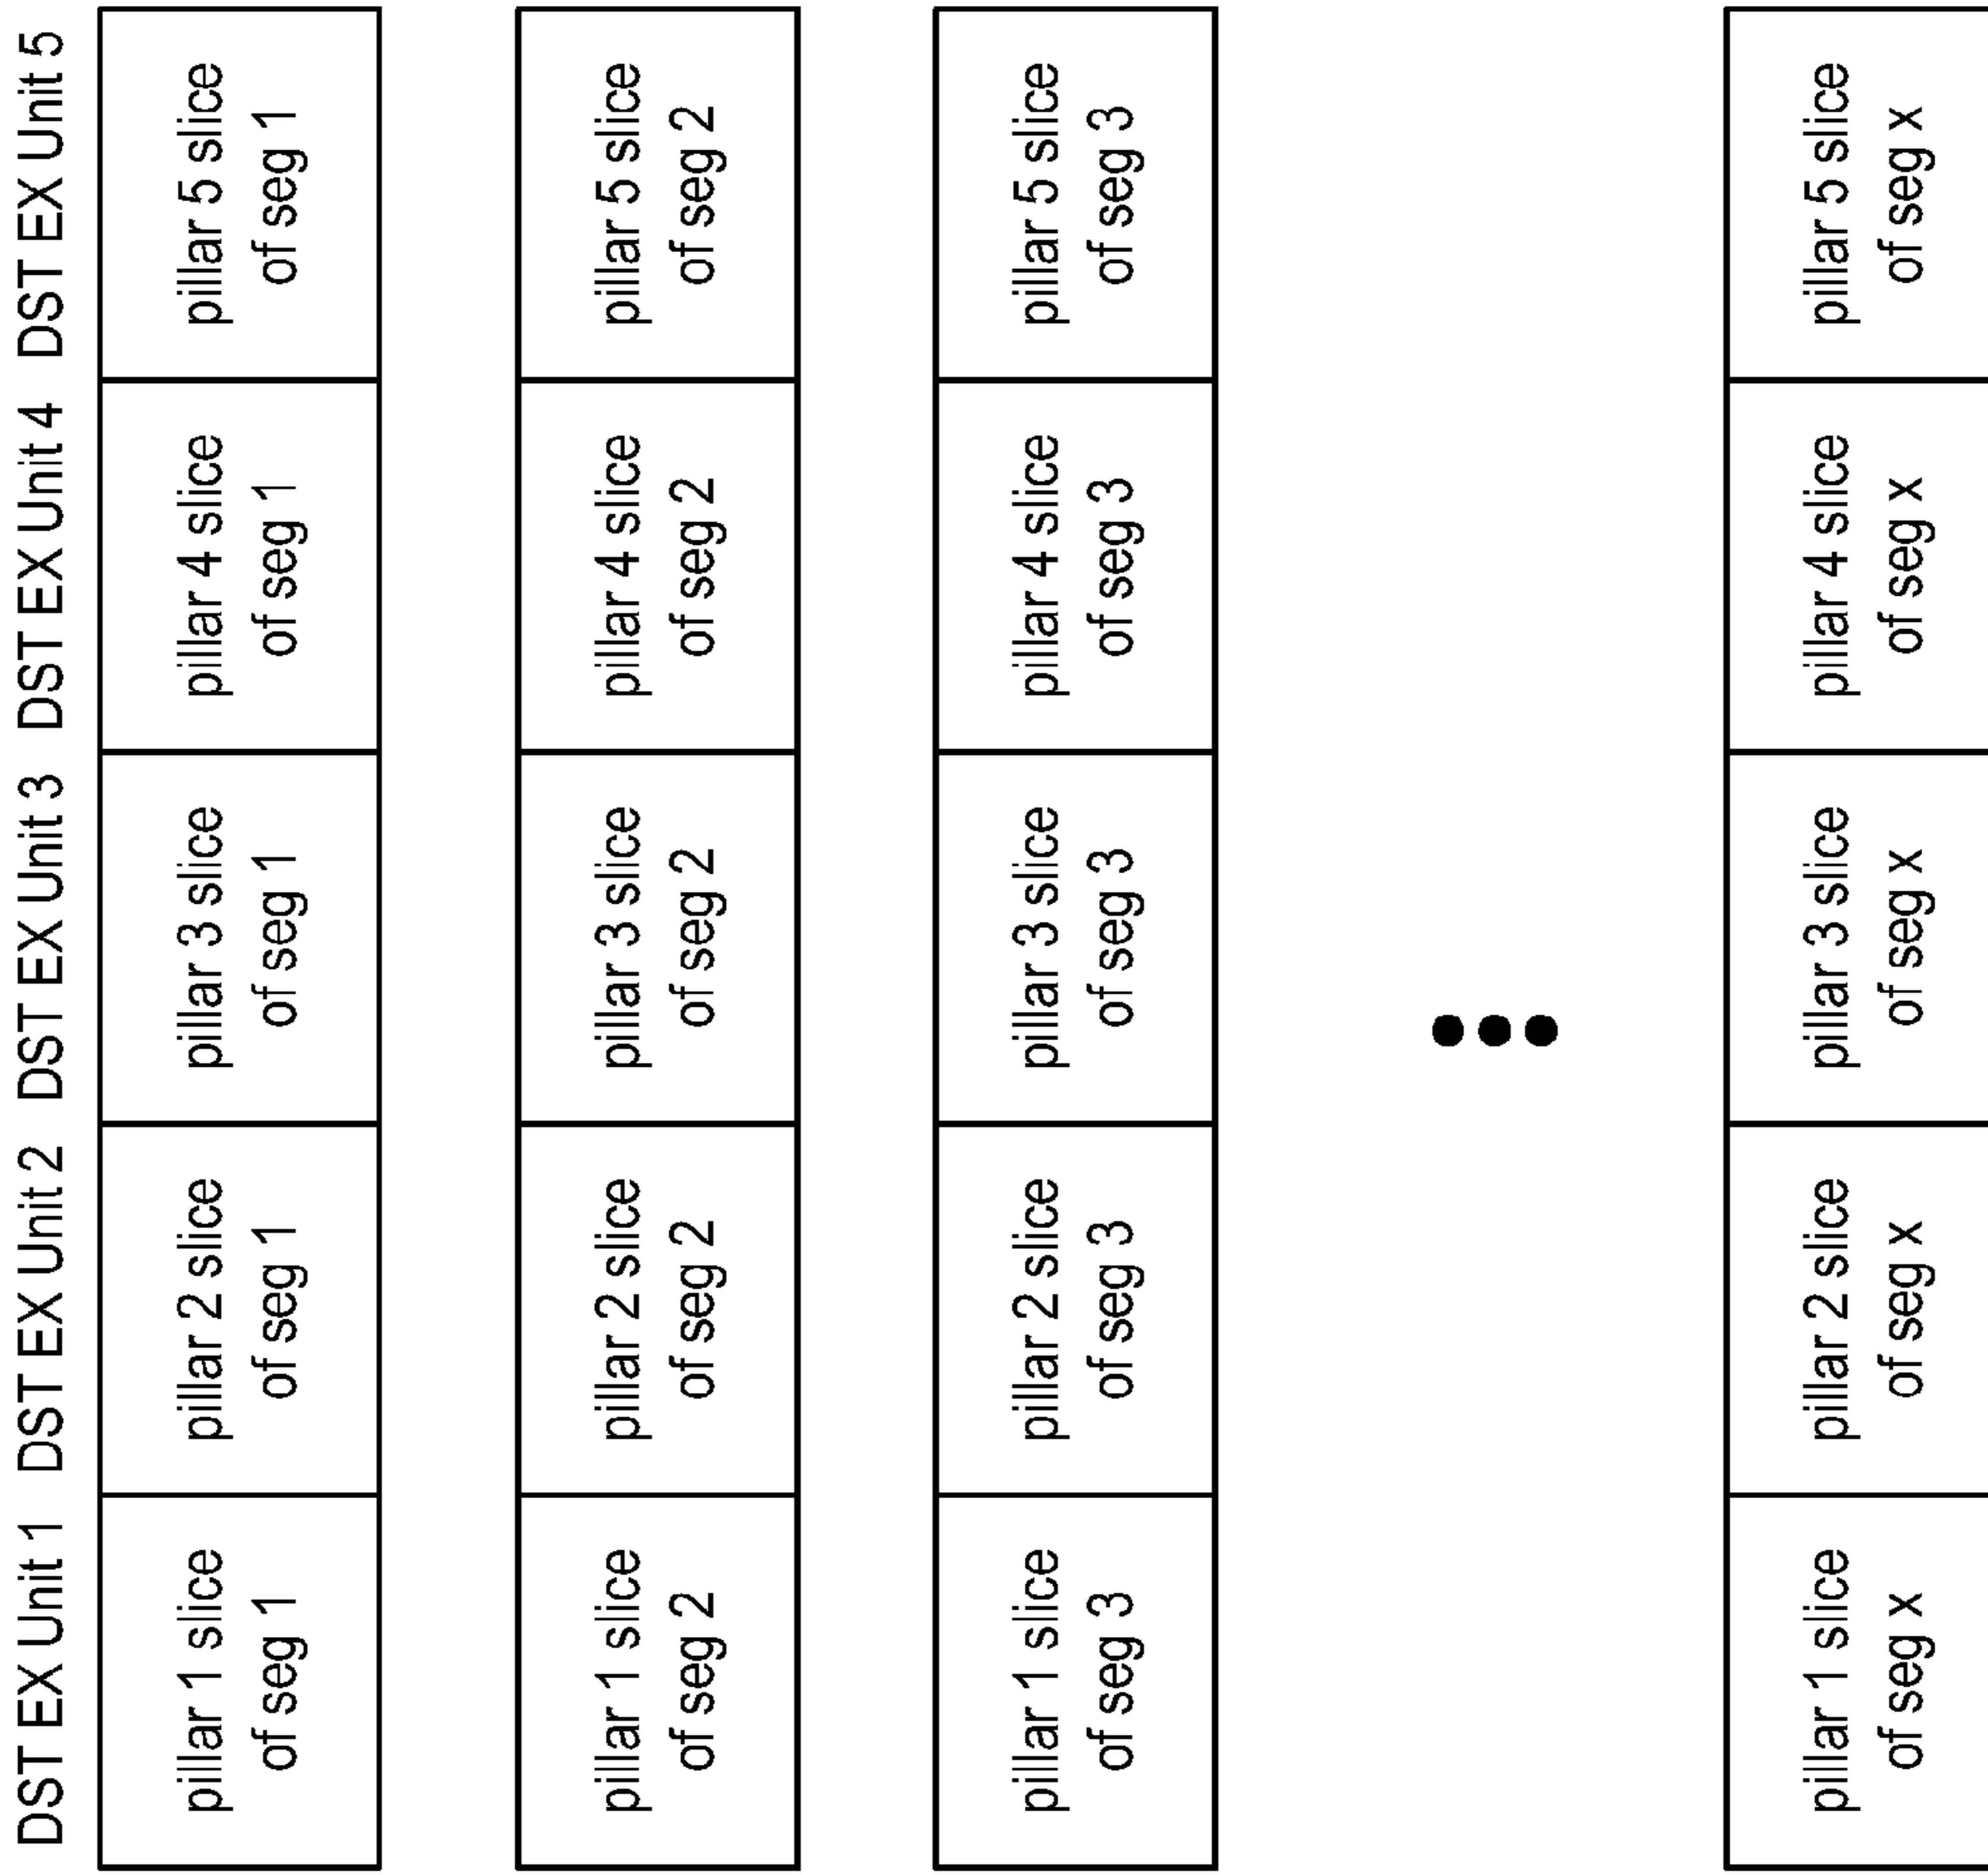 DST EX Unit 1 DST EX Unit 2 DST EX Unit 3 DST EX Unit 4 DST EX Unit 5
pillar 1 slice
of seg 1
pillar 2 slice
of seg 1
pillar 3 slice
of seg 1
pillar 4 slice
of seg 1
pillar 5 slice
of seg 1
pillar 1 slice
of seg 2
pillar 2 slice
of seg 2
pillar 3 slice
of seg 2
pillar 4 slice
of seg 2
pillar 5 slice
of seg 2
pillar 1 slice
of seg 3
pillar 2 slice
of seg 3
pillar 3 slice
of seg 3
pillar 4 slice
of seg 3
pillar 5 slice
of seg 3
pillar 1 slice
of seg x
pillar 2 slice
of seg x
pillar 3 slice
of seg x
pillar 4 slice
of seg x
pillar 5 slice
of seg x